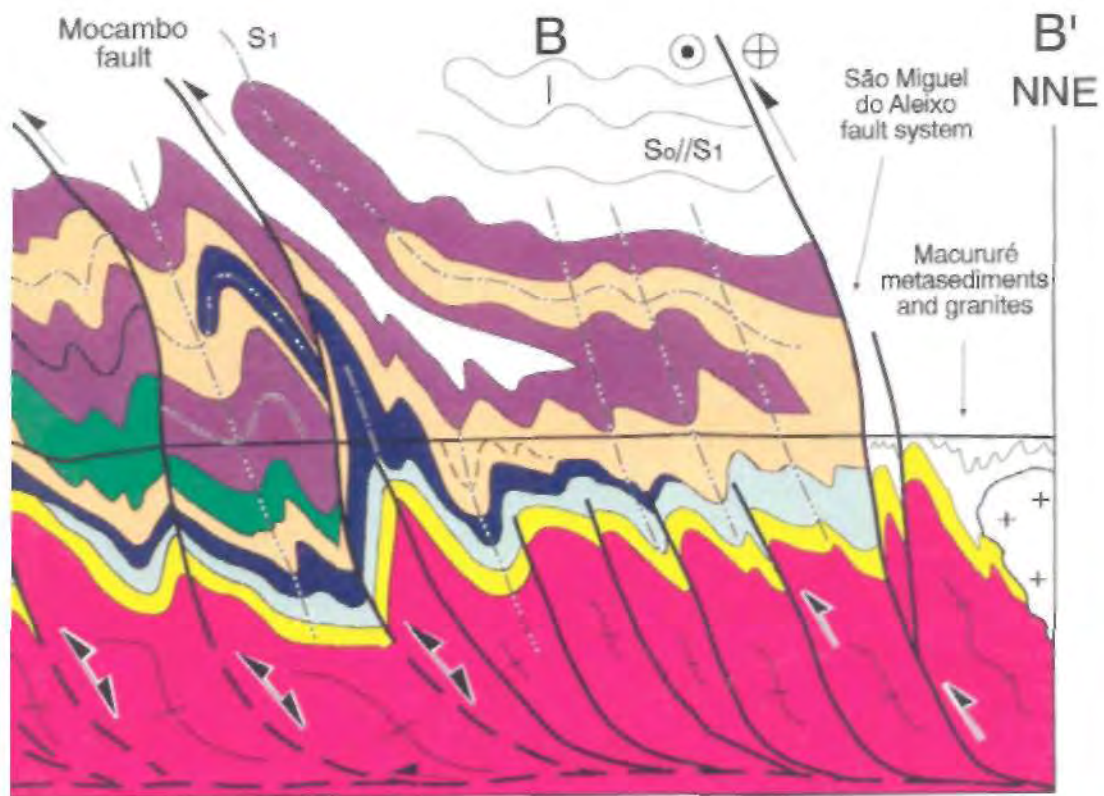 Mocambo
fault
S1
B
B'
NNE
São Miguel
do Aleixo
fault system
So//S1
Macururé
metasediments
and granites